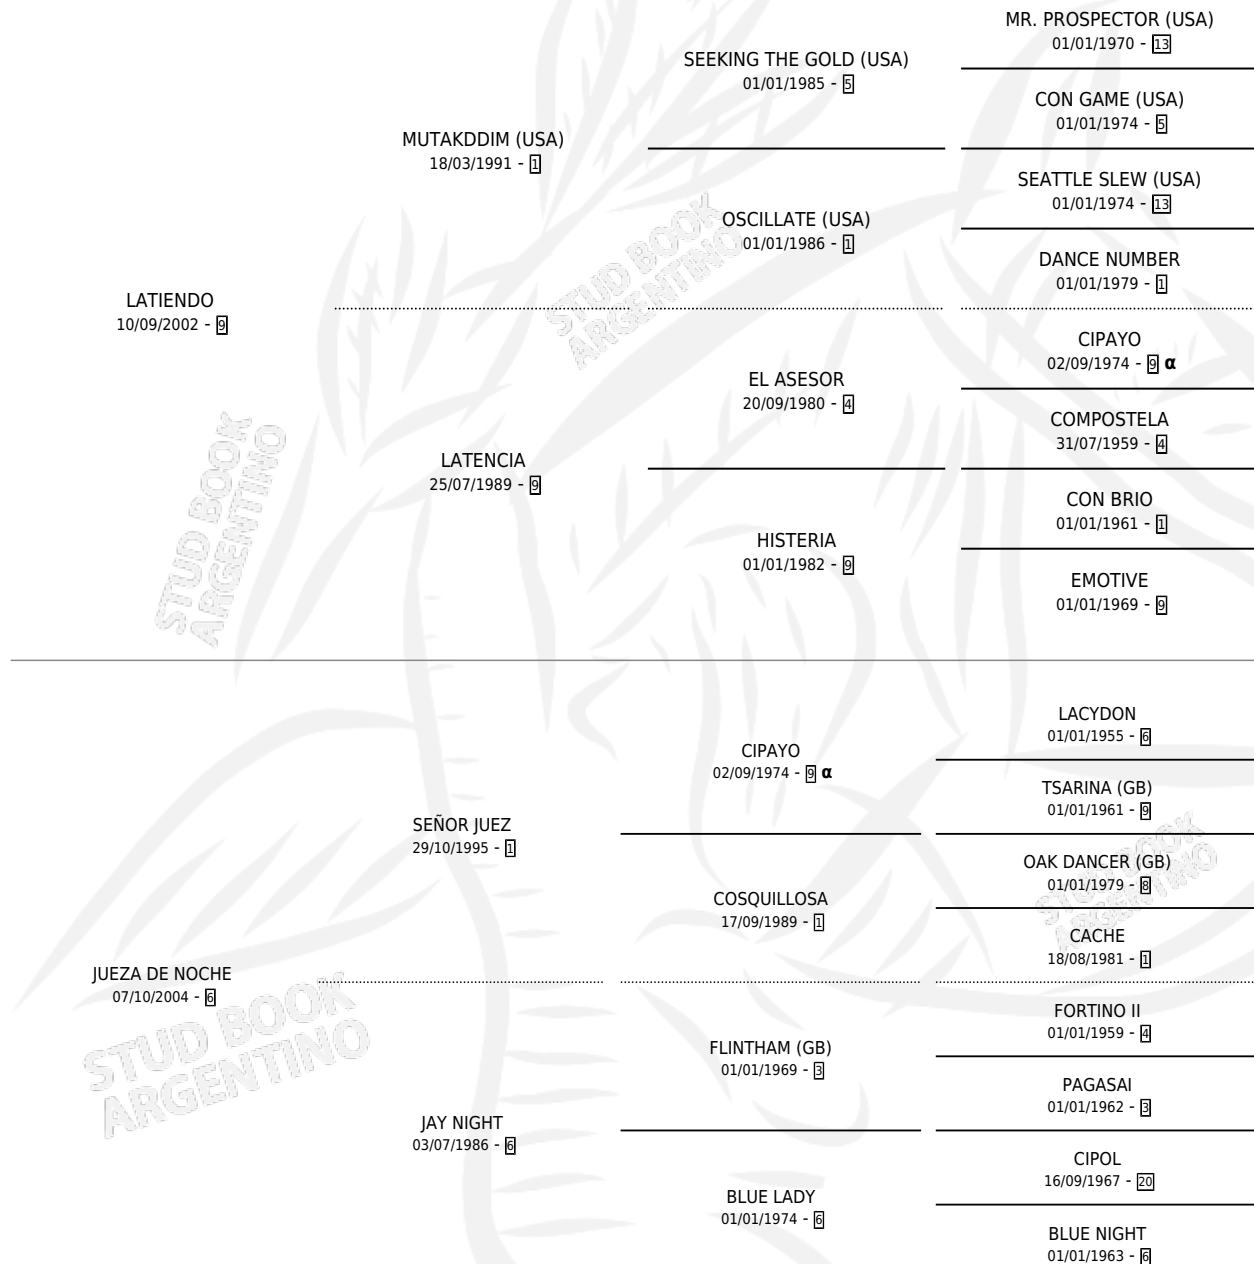 MR. PROSPECTOR (USA)
01/01/1970 - 13
SEEKING THE GOLD (USA)
01/01/1985 - 5
CON GAME (USA)
01/01/1974 - 5
MUTAKDDIM (USA)
18/03/1991 - 1
SEATTLE SLEW (USA)
01/01/1974 - 13
OSCILLATE (USA)
01/01/1986 - 1
DANCE NUMBER
01/01/1979 - 1
LATIENDO
10/09/2002 - 9
CIPAYO
02/09/1974 - 9 α
EL ASESOR
20/09/1980 - 4
COMPOSTELA
31/07/1959 - 4
LATENCIA
25/07/1989 - 9
CON BRIO
01/01/1961 - 1
HISTERIA
01/01/1982 - 9
EMOTIVE
01/01/1969 - 9
LACYDON
01/01/1955 - 6
CIPAYO
02/09/1974 - 9 α
TSARINA (GB)
01/01/1961 - 9
SEÑOR JUEZ
29/10/1995 - 1
OAK DANCER (GB)
01/01/1979 - 8
COSQUILLOSA
17/09/1989 - 1
CACHE
18/08/1981 - 1
JUEZA DE NOCHE
07/10/2004 - 6
FORTINO II
01/01/1959 - 4
FLINTHAM (GB)
01/01/1969 - 3
PAGASAI
01/01/1962 - 3
JAY NIGHT
03/07/1986 - 6
CIPOL
16/09/1967 - 20
BLUE LADY
01/01/1974 - 6
BLUE NIGHT
01/01/1963 - 6
STUD BOOK
ARGENTINO
STUD BOOK
ARGENTINO
STUD BOOK
ARGENTINO
STUD BOOK
ARGENTINO